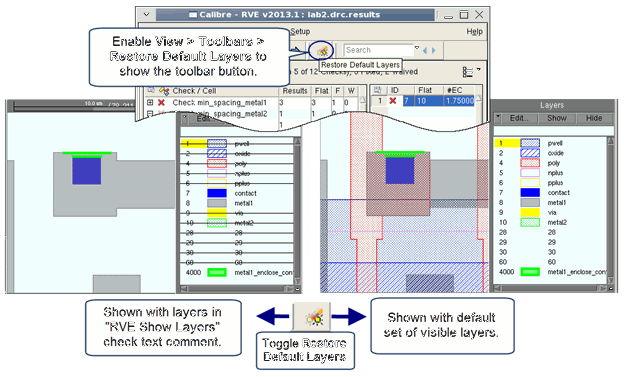 Calibre - RVE v2013.1 : lab2.drc.results
Setup
Help
Enable View > Toolbars >
Restore Default Layers to
show the toolbar button.
Search
Restore Default Layers
5 of 12 Checks), 0 Fixed, 2 Waived
Check / Cell Results Flat F W
Check min_spacing_metal1 3 3 1 0
min_spacing_metal2 1 1 0
1
ID Flat #EC
1 7 10 1.75000
10.0 um
Edit...
1 pwell
2 oxide
4 poly
5 nplus
6 pplus
7 contact
8 metal1
9 via
10 metal2
28 28
29 29
30 30
60 60
4000 metal1_enclose_con
Layers
Edit... Show Hide
1 pwell
2 oxide
4 poly
5 nplus
6 pplus
7 contact
8 metal1
9 via
10 metal2
28 28
29 29
30 30
60 60
4000 metal1_enclose_con
Shown with layers in
"RVE Show Layers"
check text comment.
Toggle Restore
Default Layers
Shown with default
set of visible layers.